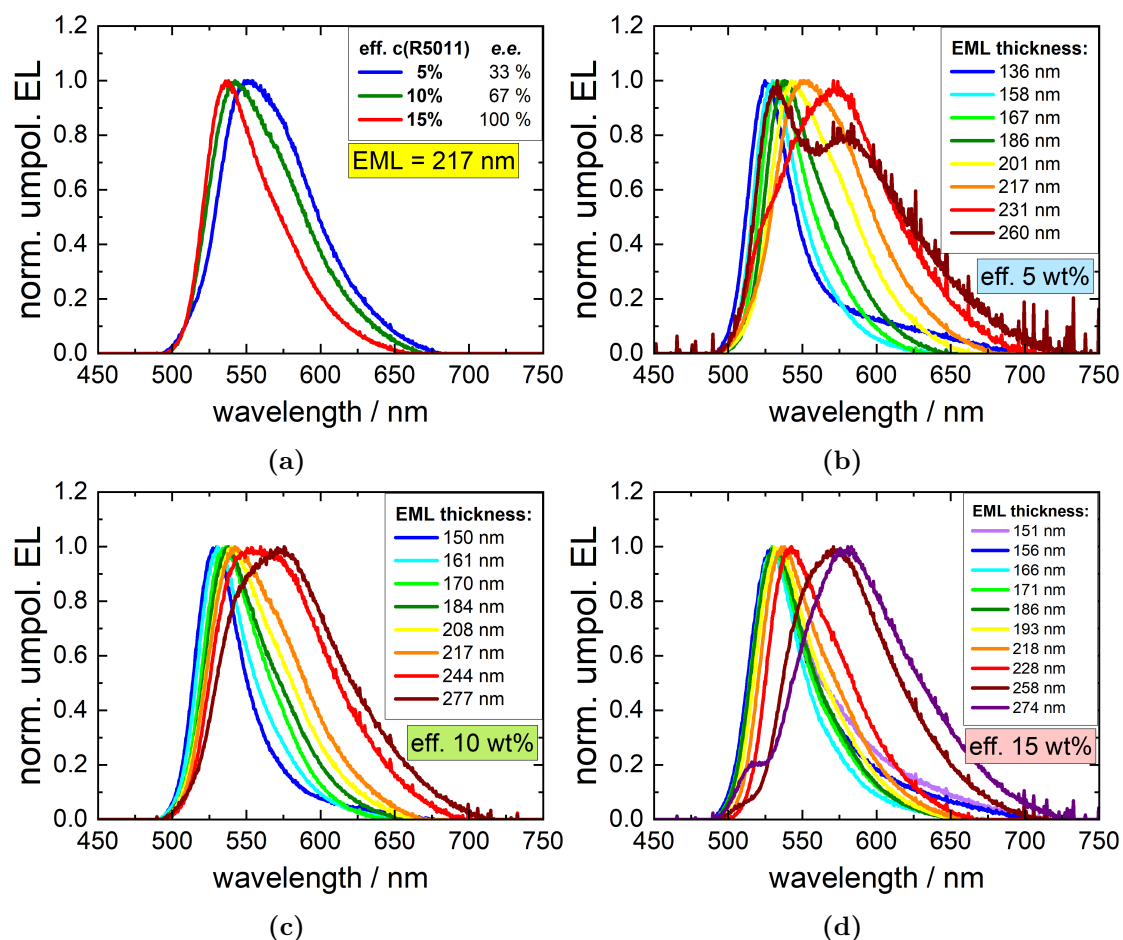 norm. umpol. EL
1.2
1.0
0.8
0.6
0.4
0.2
0.0
eff. c(R5011) e.e.
5% 33 %
10% 67 %
15% 100 %
EML = 217 nm
450 500 550 600 650 700 750
wavelength / nm
(a)
norm. umpol. EL
1.2
1.0
0.8
0.6
0.4
0.2
0.0
EML thickness:
136 nm
158 nm
167 nm
186 nm
201 nm
217 nm
231 nm
260 nm
eff. 5 wt%
450 500 550 600 650 700 750
wavelength / nm
(b)
norm. umpol. EL
1.2
1.0
0.8
0.6
0.4
0.2
0.0
EML thickness:
150 nm
161 nm
170 nm
184 nm
208 nm
217 nm
244 nm
277 nm
eff. 10 wt%
450 500 550 600 650 700 750
wavelength / nm
(c)
norm. umpol. EL
1.2
1.0
0.8
0.6
0.4
0.2
0.0
EML thickness:
151 nm
156 nm
166 nm
171 nm
186 nm
193 nm
218 nm
228 nm
258 nm
274 nm
eff. 15 wt%
450 500 550 600 650 700 750
wavelength / nm
(d)